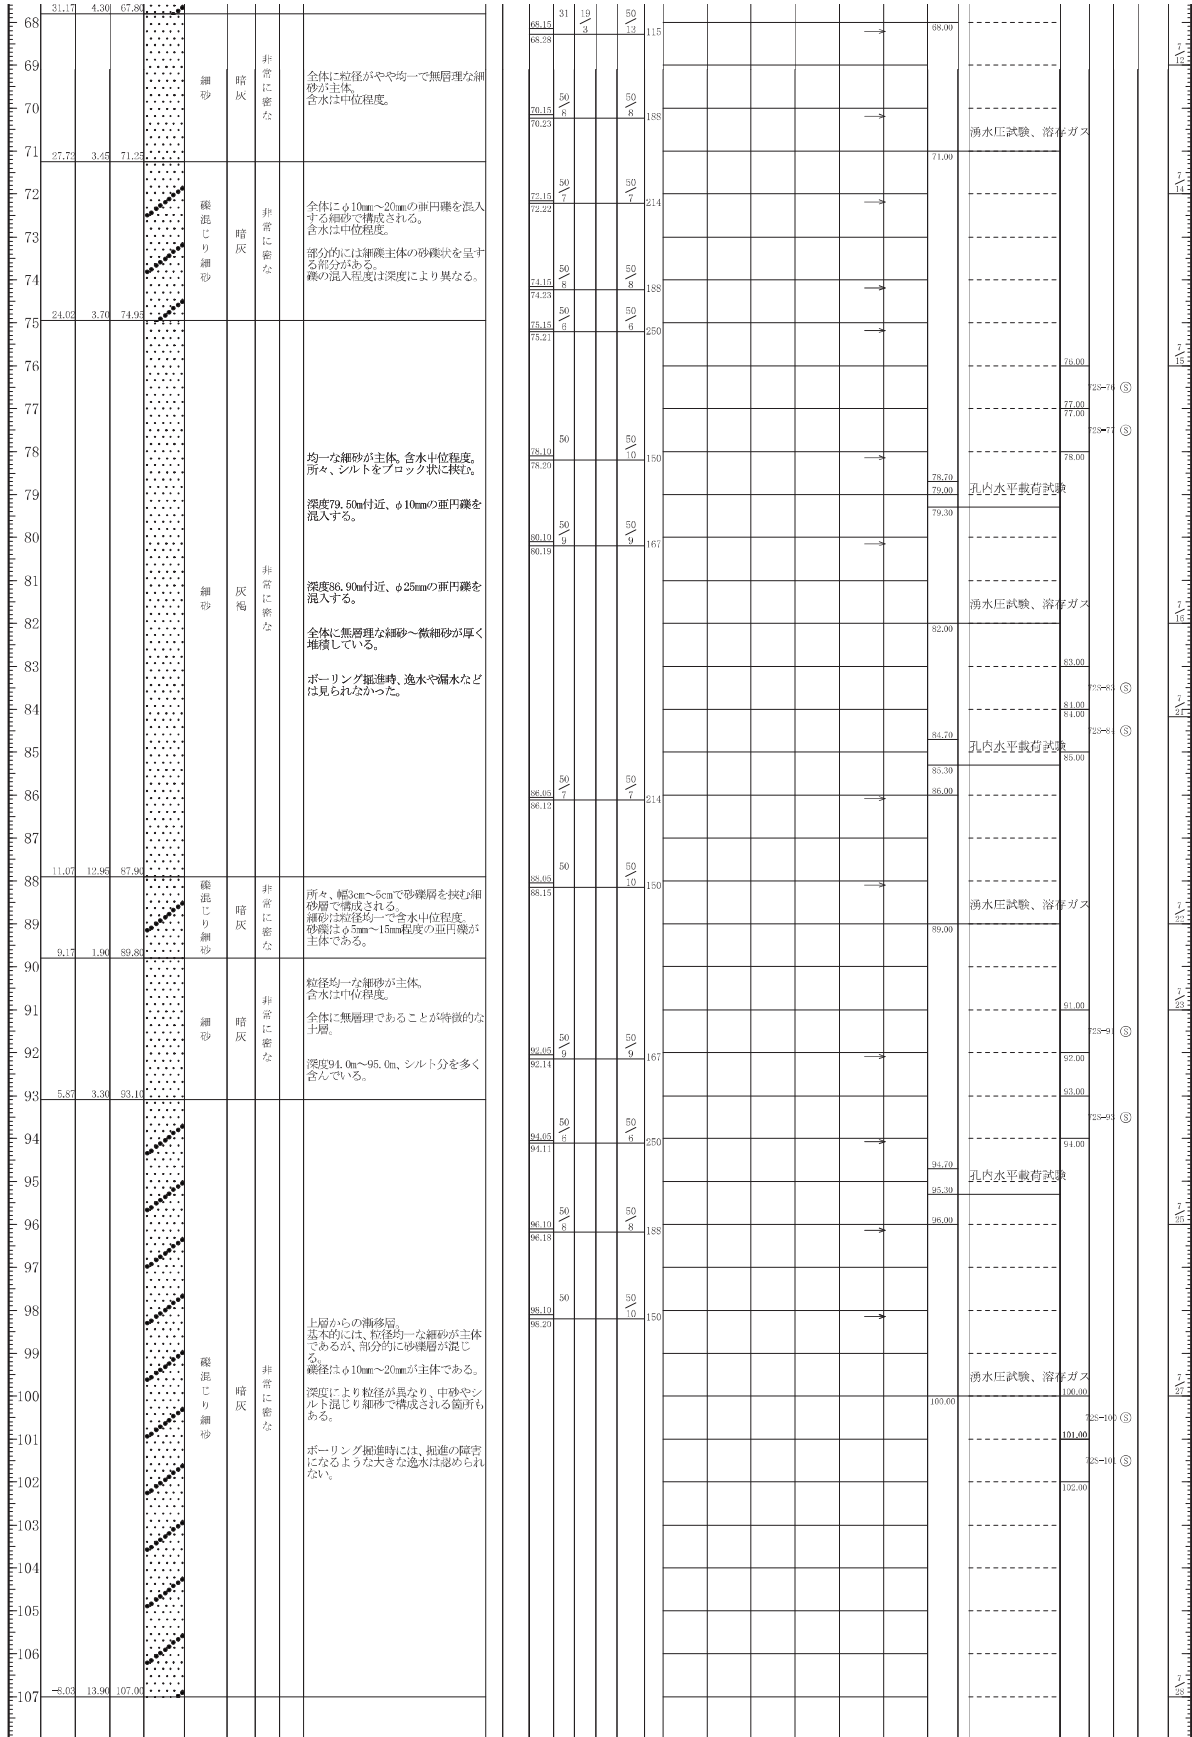 31.17 4.30 67.80
68
69
70
71
72
73
74
75
76
77
78
79
80
81
82
83
84
85
86
87
88
89
90
91
92
93
94
95
96
97
98
99
100
101
102
103
104
105
106
107
細砂
暗灰
非常に密な
全体に粒径がやや均一で無層理な細
砂が主体。
含水は中位程度。
27.72 3.45 71.25
礫混じり細砂
暗灰
非常に密な
全体にφ10mm～20mmの亜円礫を混入
する細砂で構成される。
含水は中位程度。
部分的には細礫主体の砂礫状を呈す
る部分がある。
礫の混入程度は深度により異なる。
24.02 3.70 74.95
細砂
灰褐
非常に密な
均一な細砂が主体。含水中位程度。
所々、シルトをブロック状に挟む。
深度79.50m付近、φ10mmの亜円礫を
混入する。
深度86.90m付近、φ25mmの亜円礫を
混入する。
全体に無層理な細砂～微細砂が厚く
堆積している。
ボーリング掘進時、逸水や漏水など
は見られなかった。
11.07 12.95 87.90
礫混じり細砂
暗灰
非常に密な
所々、幅3cm～5cmで砂礫層を挟む細
砂層で構成される。
細砂は粒径均一で含水中位程度。
砂礫はφ5mm～15mm程度の亜円礫が
主体である。
9.17 1.90 89.80
細砂
暗灰
非常に密な
粒径均一な細砂が主体。
含水は中位程度。
全体に無層理であることが特徴的な
土層。
深度94.0m～95.0m、シルト分を多く
含んでいる。
5.87 3.30 93.10
礫混じり細砂
暗灰
非常に密な
上層からの漸移層。
基本的には、粒径均一な細砂が主体
であるが、部分的に砂礫層が混じ
る。
礫径はφ10mm～20mmが主体である。
深度により粒径が異なり、中砂やシ
ルト混じり細砂で構成される箇所も
ある。
ボーリング掘進時には、掘進の障害
になるような大きな逸水は認められ
ない。
-8.03 13.90 107.00
68.15 31 19/3 50/13 115
68.28
70.15 50/8 50/8 188
70.23
72.15 50/7 50/7 214
72.22
74.15 50/8 50/8 188
74.23
75.15 50/6 50/6 250
75.21
78.10 50 50/10 150
78.20
80.10 50/9 50/9 167
80.19
86.05 50/7 50/7 214
86.12
88.05 50 50/10 150
88.15
92.05 50/9 50/9 167
92.14
94.05 50/6 50/6 250
94.11
96.10 50/8 50/8 188
96.18
98.10 50 50/10 150
98.20
68.00
湧水圧試験、溶存ガス
71.00
78.70
79.00
孔内水平載荷試験
79.30
湧水圧試験、溶存ガス
82.00
84.70
孔内水平載荷試験
85.30
86.00
湧水圧試験、溶存ガス
89.00
94.70
孔内水平載荷試験
95.30
96.00
湧水圧試験、溶存ガス
100.00
76.00
72S-76 Ⓢ
77.00
77.00
72S-77 Ⓢ
78.00
83.00
72S-83 Ⓢ
84.00
84.00
72S-84 Ⓢ
85.00
91.00
72S-91 Ⓢ
92.00
93.00
72S-93 Ⓢ
94.00
100.00
72S-100 Ⓢ
101.00
72S-101 Ⓢ
102.00
7/12
7/14
7/15
7/16
7/21
7/22
7/23
7/25
7/27
7/28